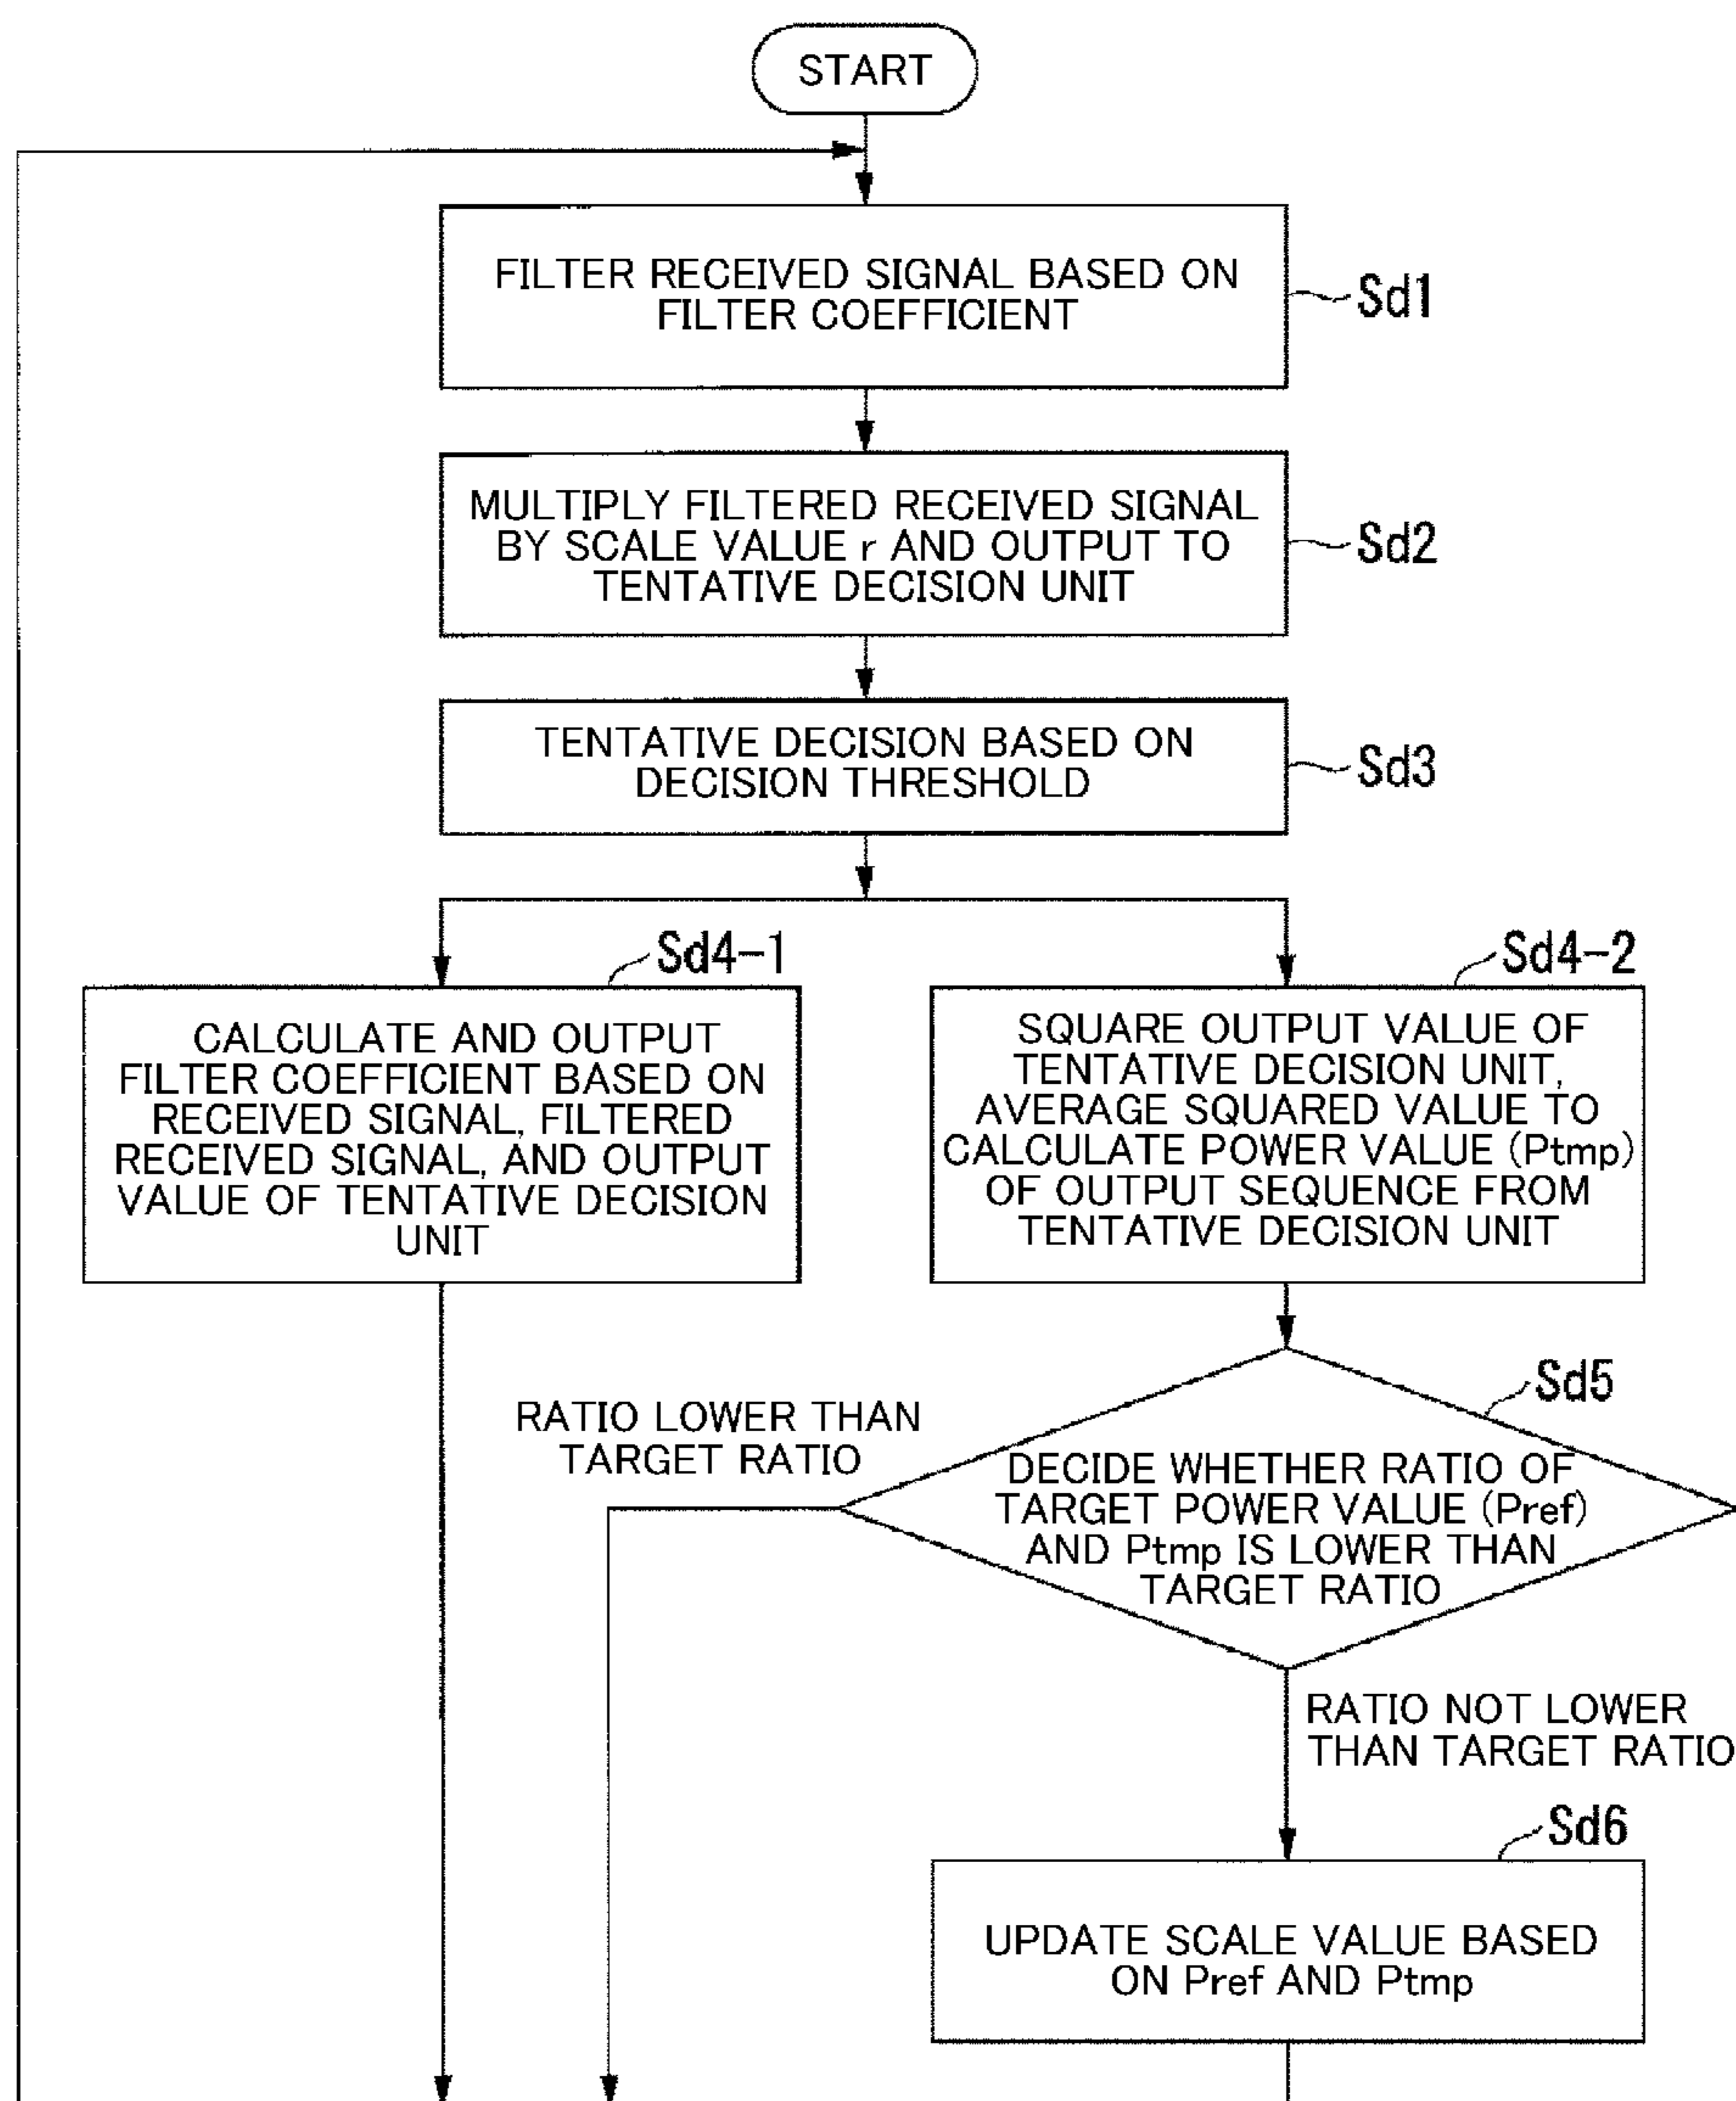 START
FILTER RECEIVED SIGNAL BASED ON
FILTER COEFFICIENT
Sd1
MULTIPLY FILTERED RECEIVED SIGNAL
BY SCALE VALUE r AND OUTPUT TO
TENTATIVE DECISION UNIT
Sd2
TENTATIVE DECISION BASED ON
DECISION THRESHOLD
Sd3
Sd4-1
CALCULATE AND OUTPUT
FILTER COEFFICIENT BASED ON
RECEIVED SIGNAL, FILTERED
RECEIVED SIGNAL, AND OUTPUT
VALUE OF TENTATIVE DECISION
UNIT
Sd4-2
SQUARE OUTPUT VALUE OF
TENTATIVE DECISION UNIT,
AVERAGE SQUARED VALUE TO
CALCULATE POWER VALUE (Ptmp)
OF OUTPUT SEQUENCE FROM
TENTATIVE DECISION UNIT
Sd5
RATIO LOWER THAN
TARGET RATIO
DECIDE WHETHER RATIO OF
TARGET POWER VALUE (Pref)
AND Ptmp IS LOWER THAN
TARGET RATIO
RATIO NOT LOWER
THAN TARGET RATIO
Sd6
UPDATE SCALE VALUE BASED
ON Pref AND Ptmp